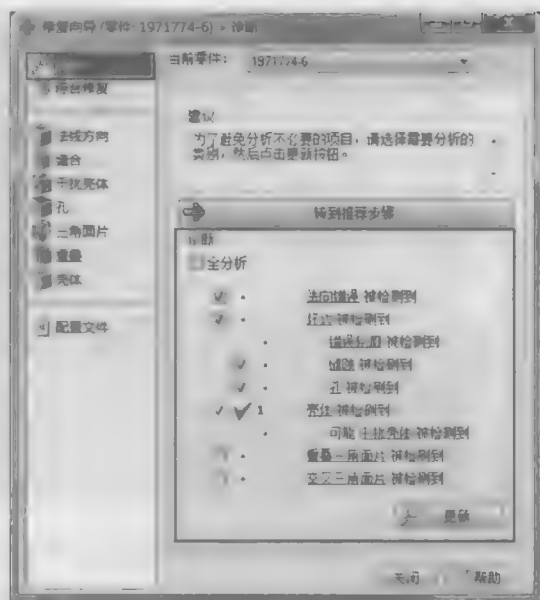 修复向导 (零件: 1971774-6) - 诊断
当前零件: 1971774-6
综合修复
建议
为了避免分析不必要的项目，请选择需要分析的
类别，然后点击更新按钮。
法线方向
缝合
干扰壳体
孔
三角面片
重叠
壳体
配置文件
转到推荐步骤
诊断
全分析
法向错误 被检测到
被检测到
错误轮廓 被检测到
缝隙 被检测到
孔 被检测到
1 壳体 被检测到
可能干扰壳体 被检测到
重叠三角面片 被检测到
交叉三角面片 被检测到
更新
关闭
帮助